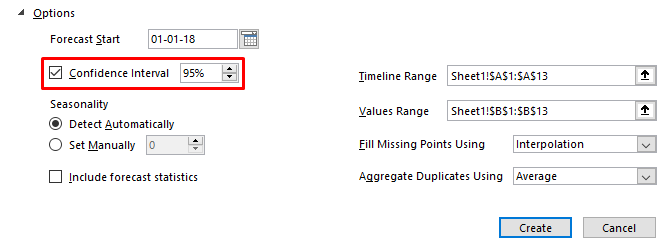 Options
Forecast Start 01-01-18
Confidence Interval 95%
Seasonality
Detect Automatically
Set Manually 0
Include forecast statistics
Timeline Range Sheet1!$A$1:$A$13
Values Range Sheet1!$B$1:$B$13
Fill Missing Points Using Interpolation
Aggregate Duplicates Using Average
Create Cancel